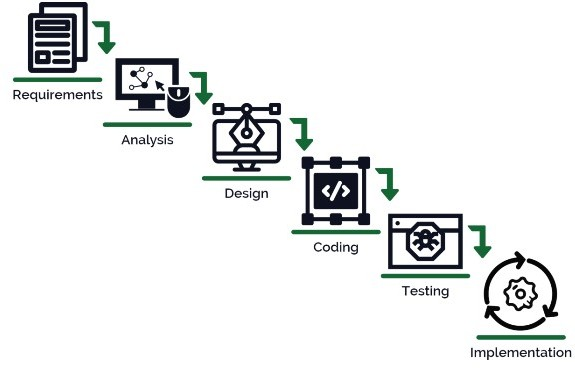 Requirements
Analysis
Design
Coding
Testing
Implementation